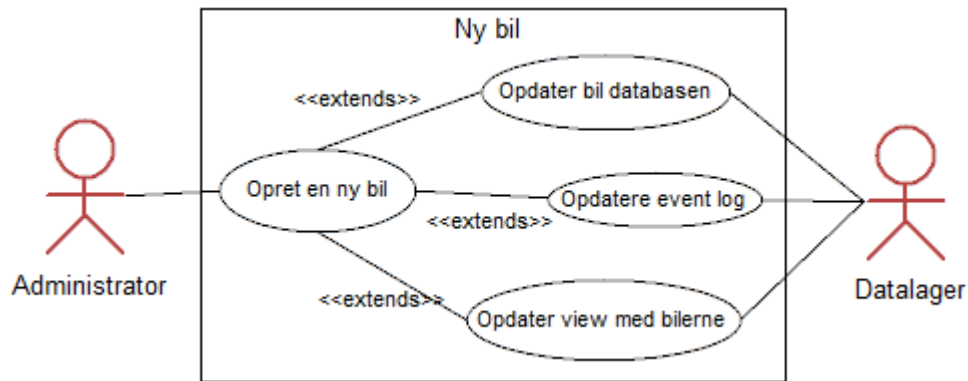 Ny bil
<<extends>>
Opdater bil databasen
Opret en ny bil
Opdatere event log
<<extends>>
Administrator
Datalager
<<extends>>
Opdater view med bilerne